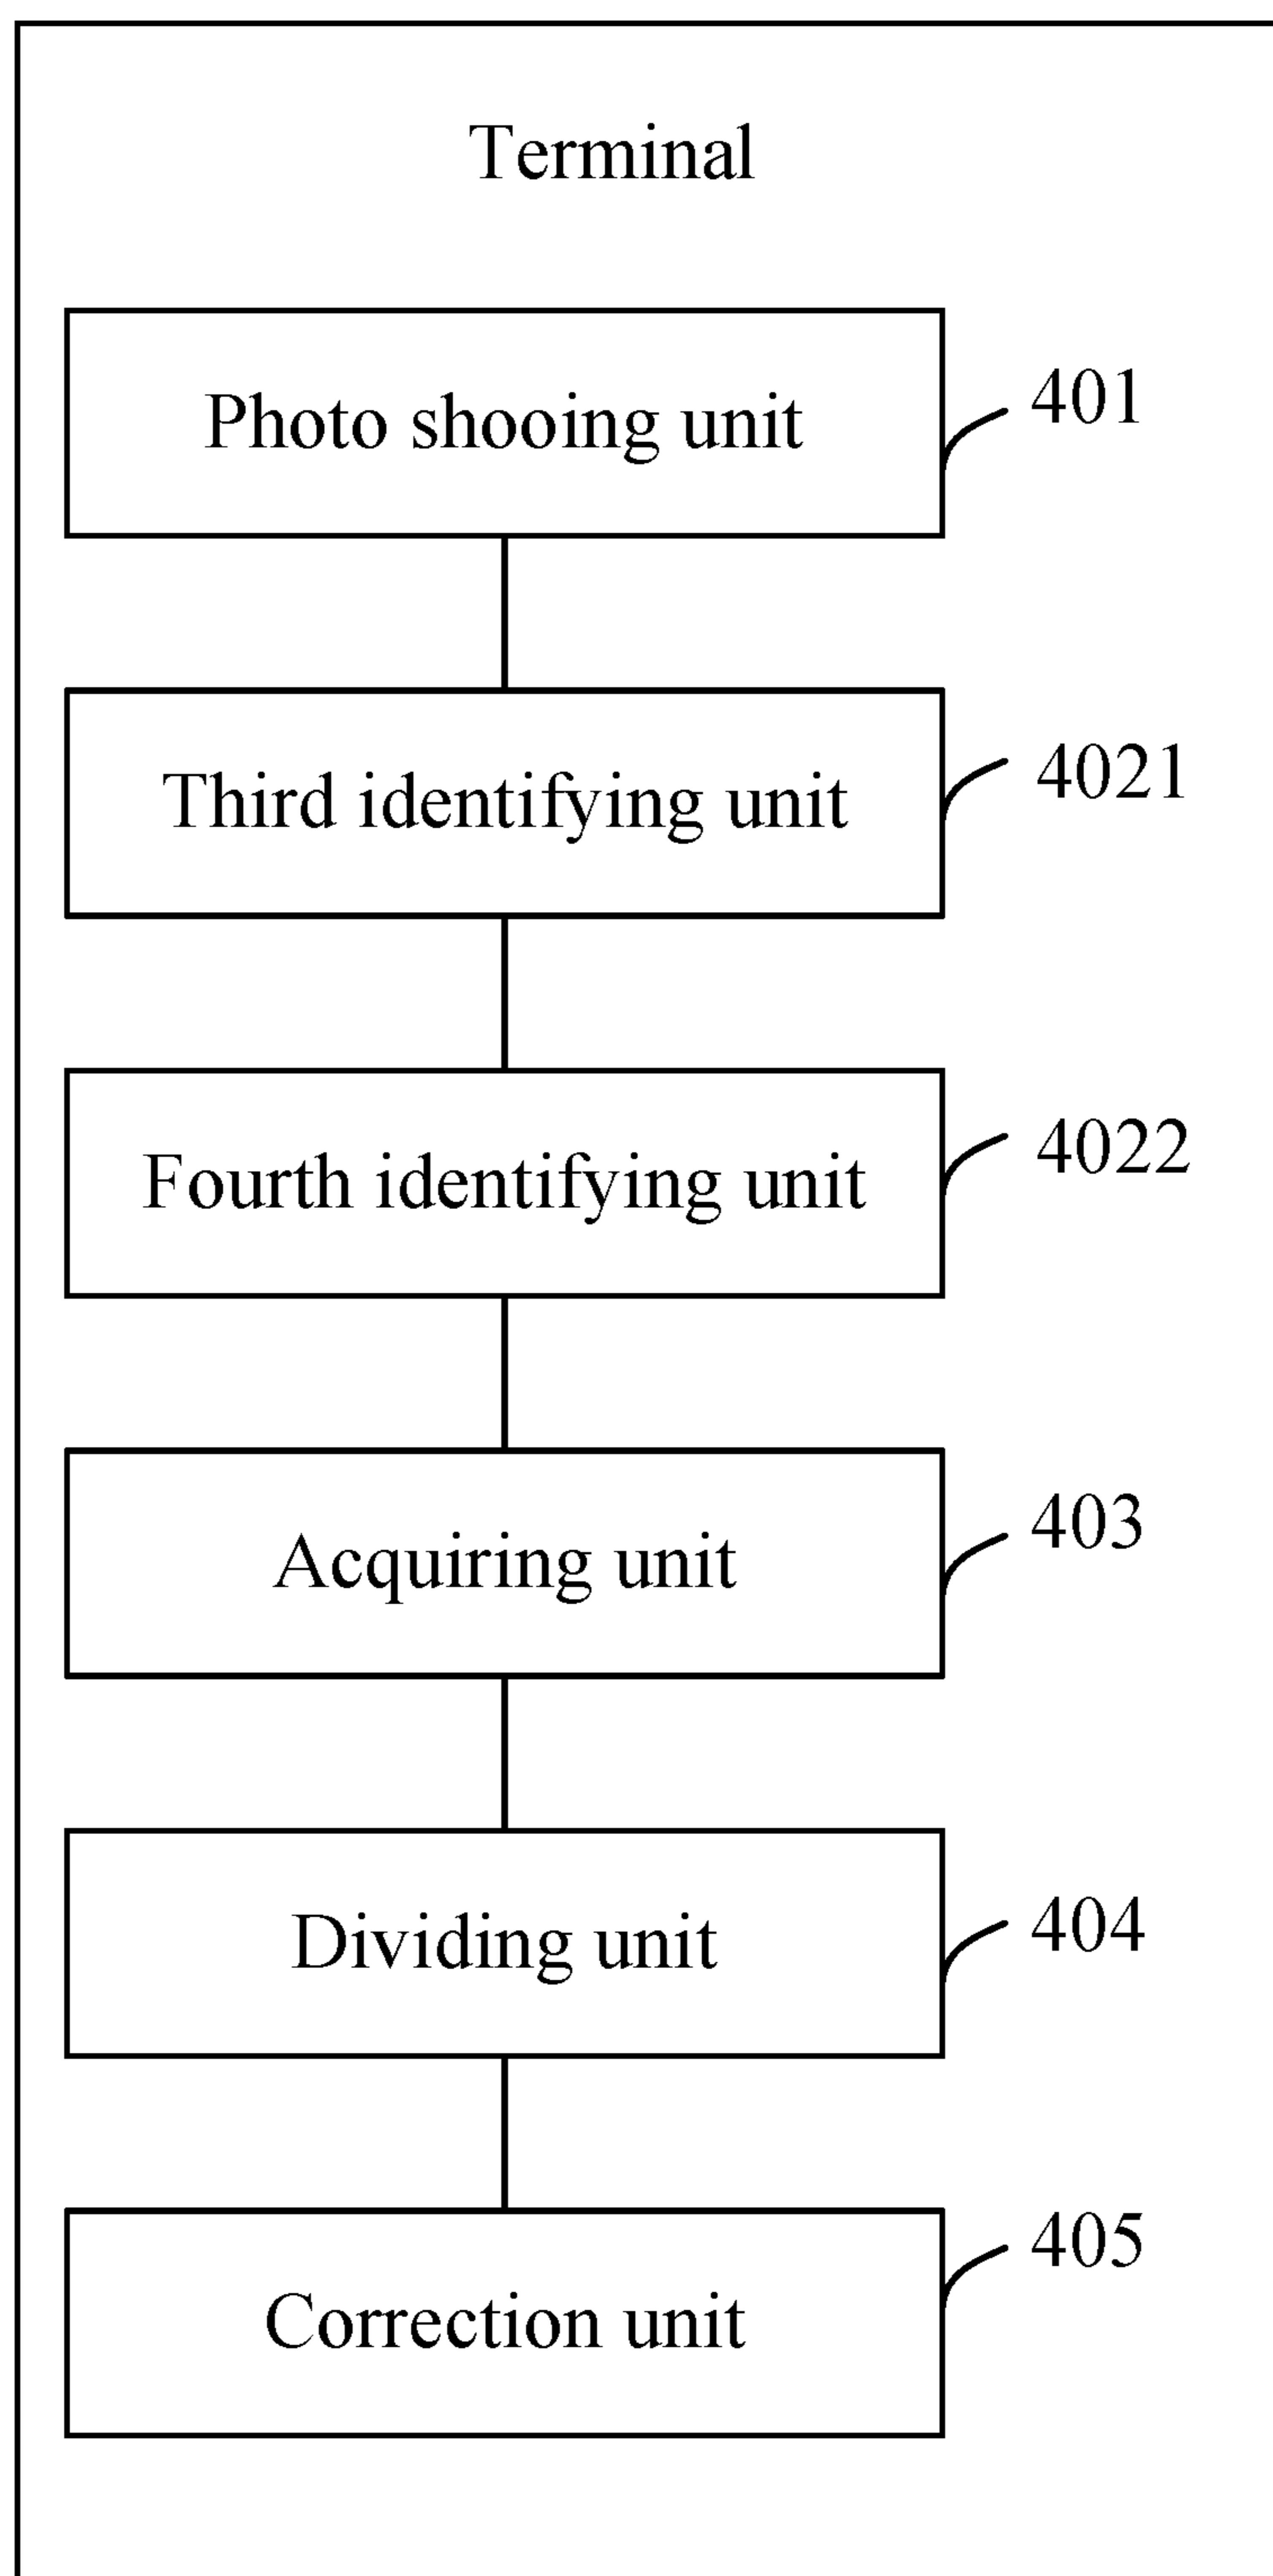 Terminal
Photo shooing unit
401
Third identifying unit
4021
Fourth identifying unit
4022
Acquiring unit
403
Dividing unit
404
Correction unit
405